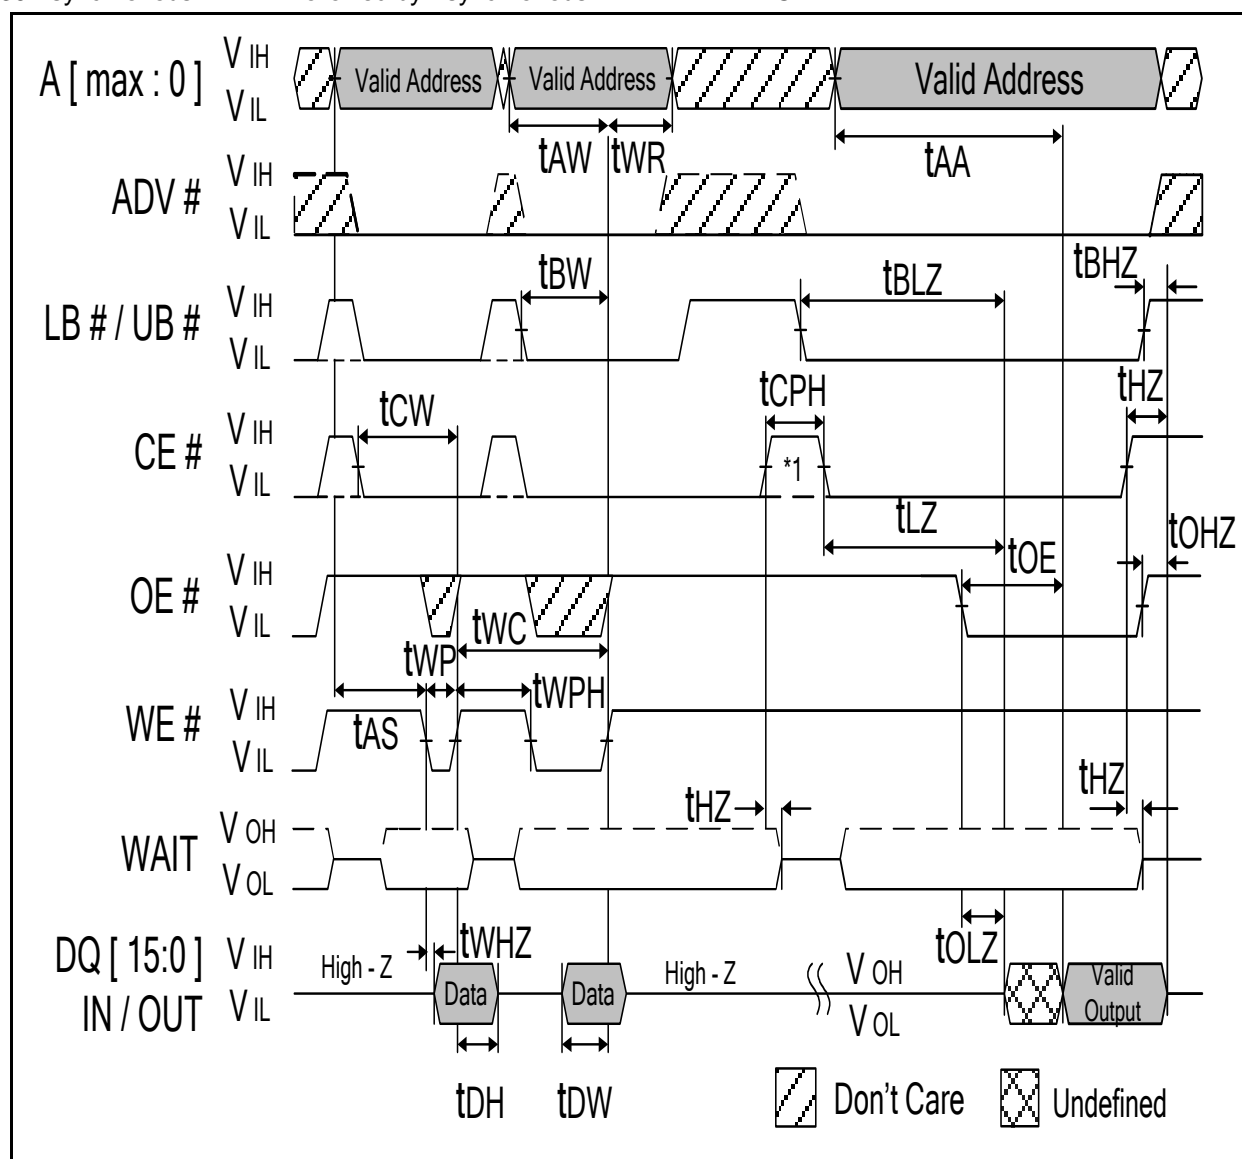 A [ max : 0 ]
V IH
V IL
Valid Address
Valid Address
Valid Address
tAW
tWR
tAA
ADV #
V IH
V IL
tBW
tBLZ
tBHZ
LB # / UB #
V IH
V IL
tCW
tCPH
tHZ
CE #
V IH
V IL
*1
tLZ
tOHZ
OE #
V IH
V IL
tOE
tWC
tWP
tWPH
WE #
V IH
V IL
tAS
tHZ
tHZ
WAIT
V OH
V OL
tWHZ
tOLZ
DQ [ 15:0 ]
IN / OUT
V IH
V IL
High - Z
Data
Data
High - Z
V OH
V OL
Valid
Output
tDH
tDW
Don't Care
Undefined